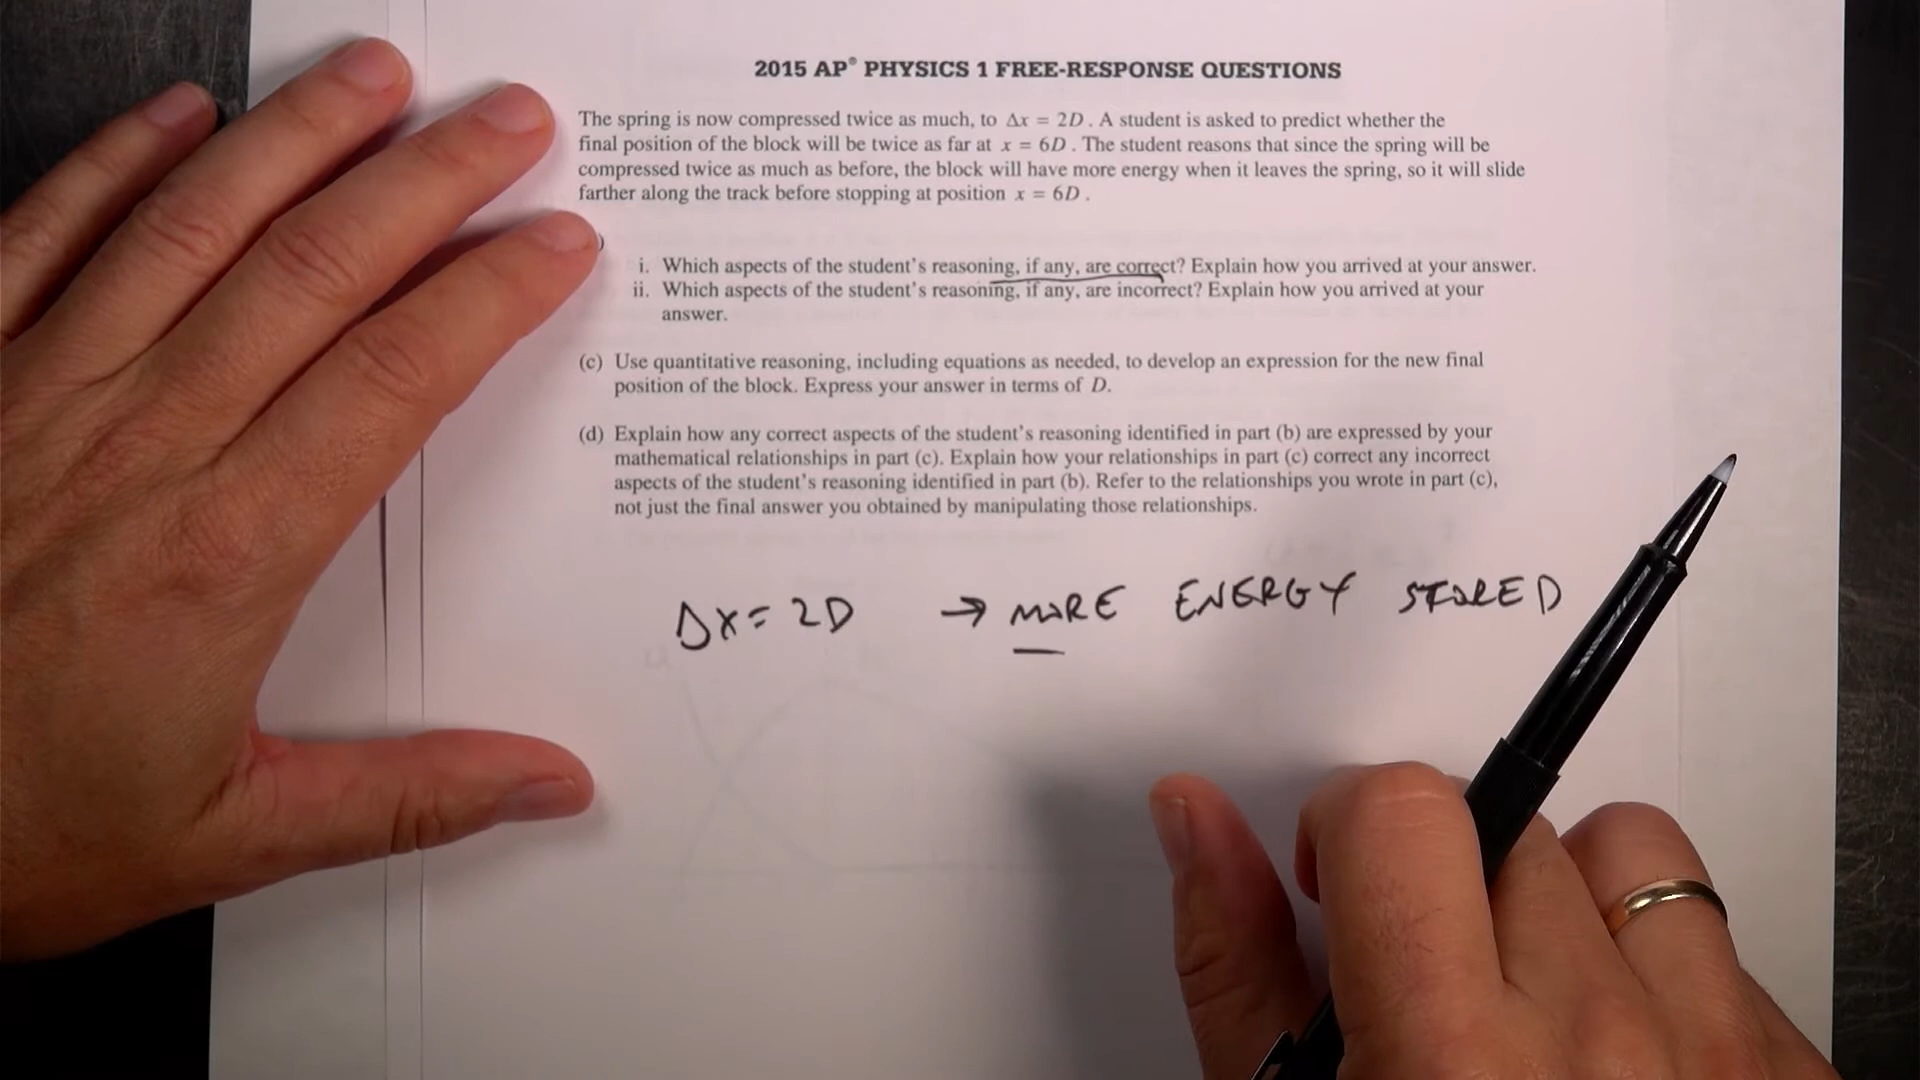 2015 AP® PHYSICS 1 FREE-RESPONSE QUESTIONS
The spring is now compressed twice as much, to Δx = 2D. A student is asked to predict whether the
final position of the block will be twice as far at x = 6D. The student reasons that since the spring will be
compressed twice as much as before, the block will have more energy when it leaves the spring, so it will slide
farther along the track before stopping at position x = 6D.
)
i. Which aspects of the student's reasoning, if any, are correct? Explain how you arrived at your answer.
ii. Which aspects of the student's reasoning, if any, are incorrect? Explain how you arrived at your
answer.
(c) Use quantitative reasoning, including equations as needed, to develop an expression for the new final
position of the block. Express your answer in terms of D.
(d) Explain how any correct aspects of the student's reasoning identified in part (b) are expressed by your
mathematical relationships in part (c). Explain how your relationships in part (c) correct any incorrect
aspects of the student's reasoning identified in part (b). Refer to the relationships you wrote in part (c),
not just the final answer you obtained by manipulating those relationships.
Δx = 2D → MORE ENERGY STORED